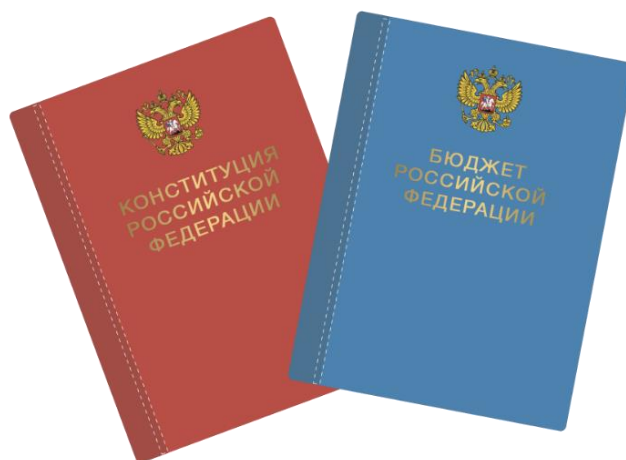 КОНСТИТУЦИЯ
РОССИЙСКОЙ
ФЕДЕРАЦИИ
БЮДЖЕТ
РОССИЙСКОЙ
ФЕДЕРАЦИИ